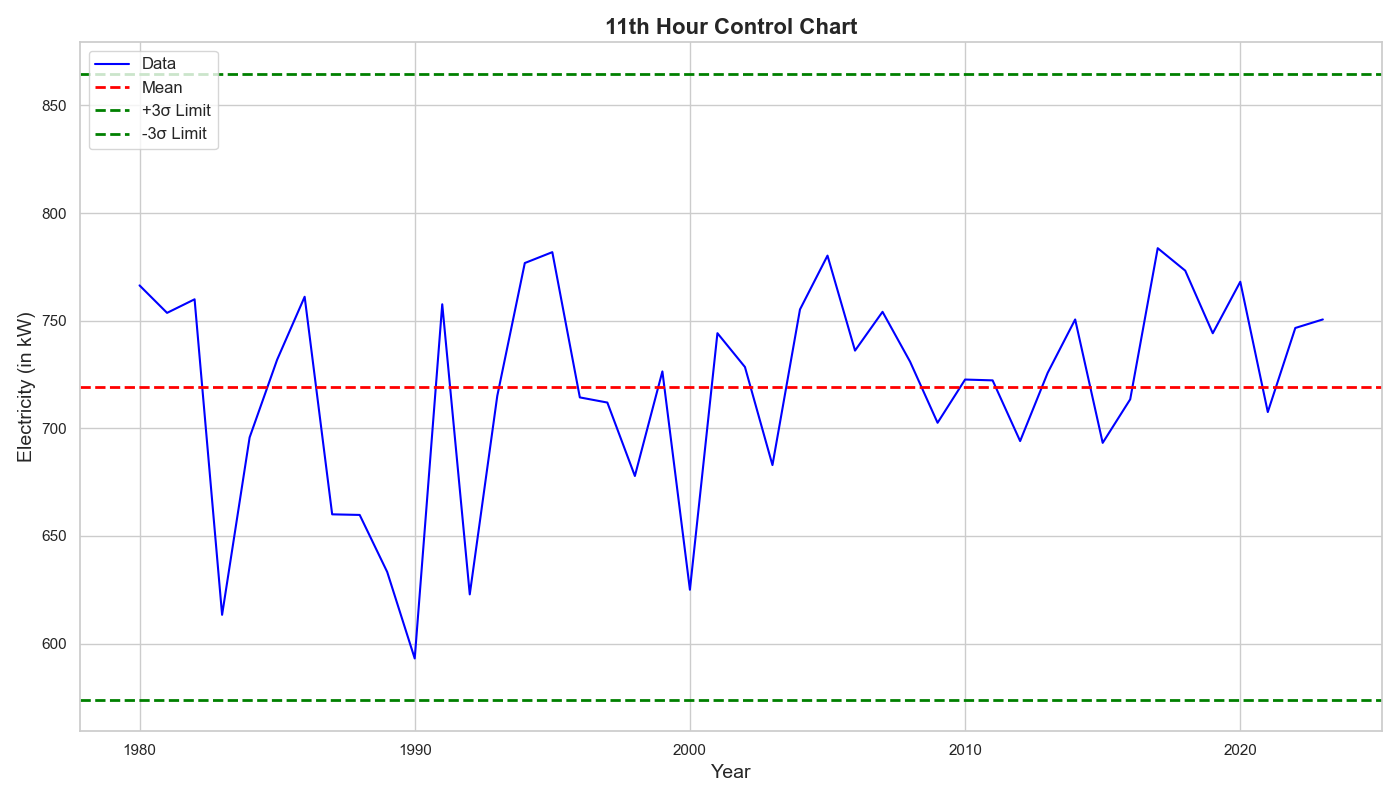 11th Hour Control Chart
Data
Mean
+3σ Limit
-3σ Limit
850
800
750
700
650
600
Electricity (in kW)
1980
1990
2000
2010
2020
Year